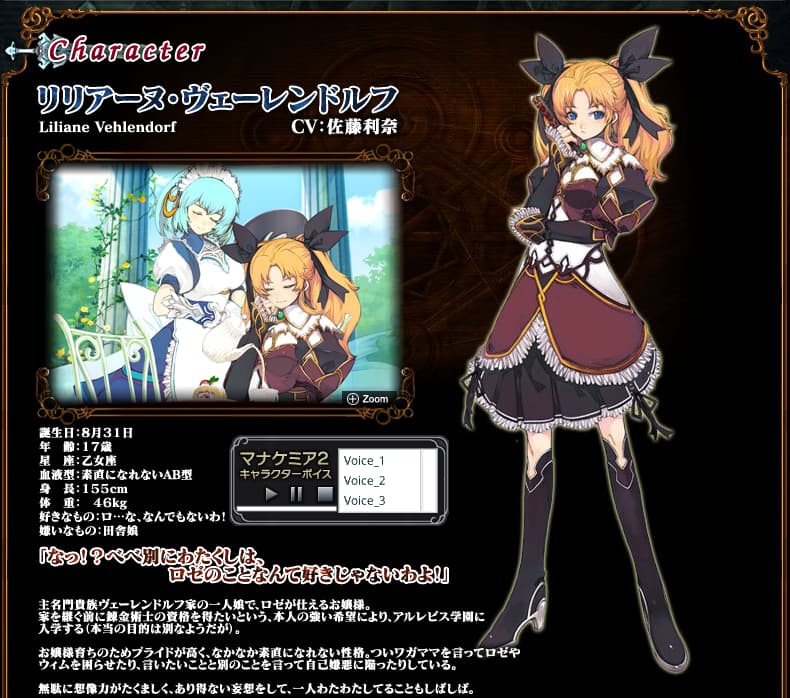 Character
リリアーヌ・ヴェーレンドルフ
Liliane Vehlendorf
CV:佐藤利奈
Zoom
誕生日:8月31日
年　齢:17歳
星　座:乙女座
血液型:素直になれないAB型
身　長:155cm
体　重:　46kg
好きなもの:ロ…な、なんでもないわ!
嫌いなもの:田舎娘
マナケミア2
キャラクターボイス
Voice_1
Voice_2
Voice_3
「なっ!?べべ別にわたくしは、
ロゼのことなんて好きじゃないわよ!」
主名門貴族ヴェーレンドルフ家の一人娘で、ロゼが仕えるお嬢様。
家を継ぐ前に錬金術士の資格を得たいという、本人の強い希望により、アルレビス学園に
入学する(本当の目的は別なようだが)。
お嬢様育ちのためプライドが高く、なかなか素直になれない性格。ついワガママを言ってロゼや
ウィムを困らせたり、言いたいことと別のことを言って自己嫌悪に陥ったりしている。
無駄に想像力がたくましく、あり得ない妄想をして、一人わたわたしてることもしばしば。